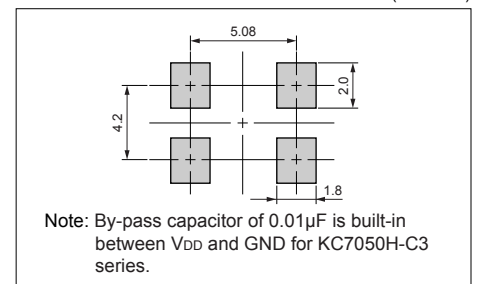 5.08
4.2
2.0
1.8
Note: By-pass capacitor of 0.01µF is built-in
between VDD and GND for KC7050H-C3
series.